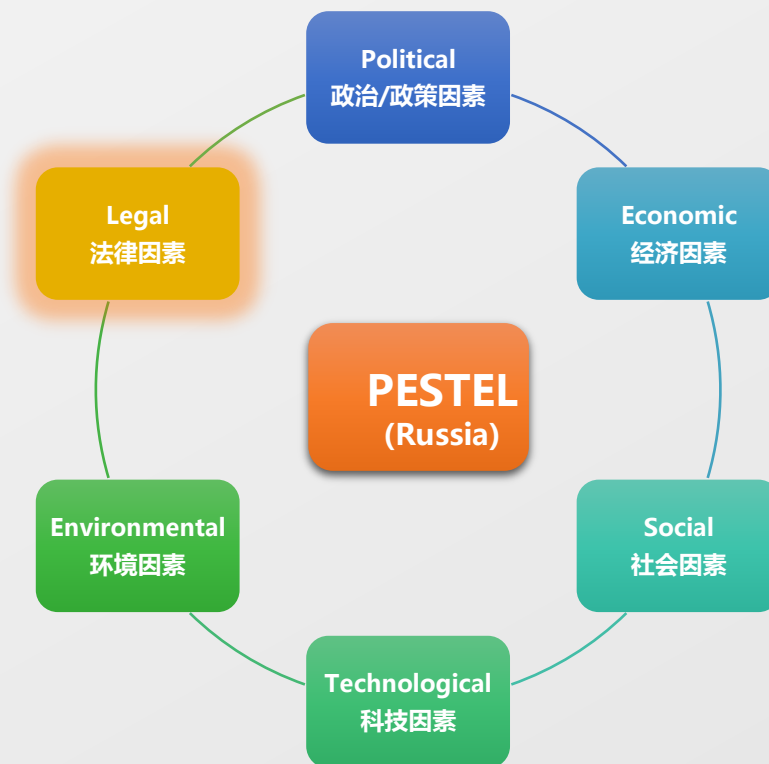 Political
政治/政策因素
Legal
法律因素
Economic
经济因素
PESTEL
(Russia)
Environmental
环境因素
Social
社会因素
Technological
科技因素